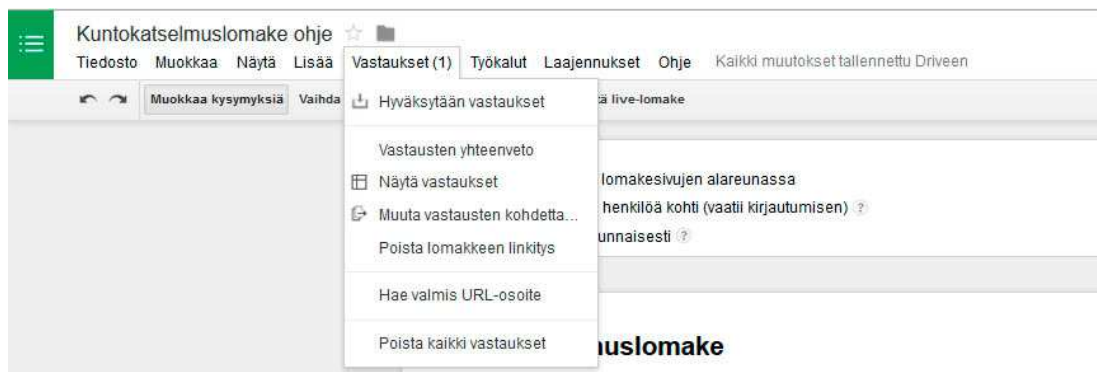 Kuntokatselmuslomake ohje
Tiedosto Muokkaa Näytä Lisää Vastaukset (1) Työkalut Laajennukset Ohje Kaikki muutokset tallennettu Driveen
Muokkaa kysymyksiä Vaihda live-lomake
Hyväksytään vastaukset
Vastausten yhteenveto
Näytä vastaukset lomakesivujen alareunassa
Muuta vastausten kohdetta... henkilöä kohti (vaatii kirjautumisen) ?
Poista lomakkeen linkitys unnaisesti ?
Hae valmis URL-osoite
Poista kaikki vastaukset uslomake